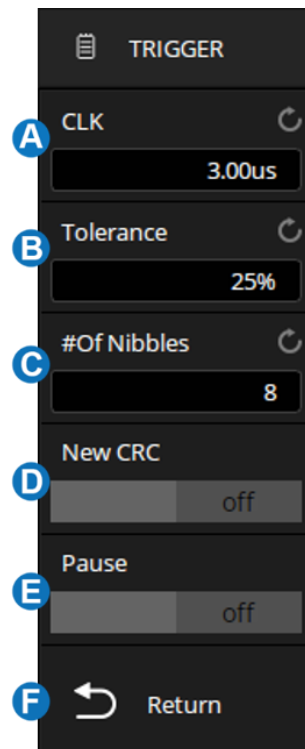 TRIGGER
A
CLK
3.00us
B
Tolerance
25%
C
#Of Nibbles
8
D
New CRC
off
E
Pause
off
F
Return